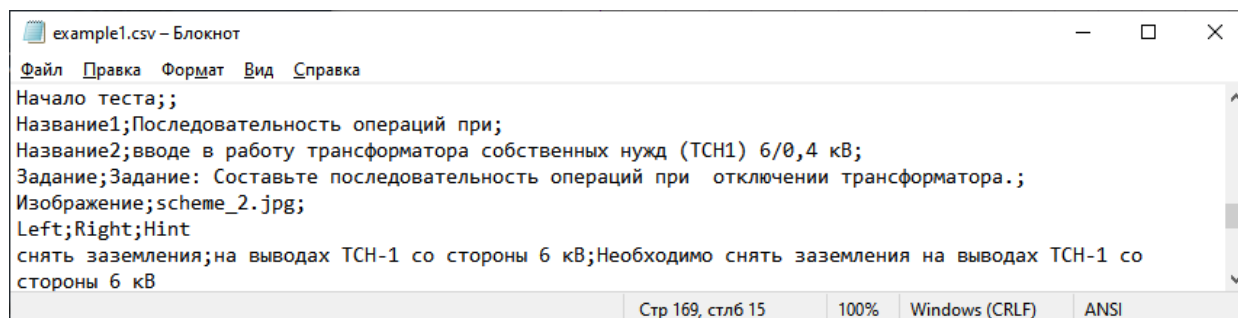 example1.csv – Блокнот
Файл Правка Формат Вид Справка
Начало теста;;
Название1;Последовательность операций при;
Название2;вводе в работу трансформатора собственных нужд (ТСН1) 6/0,4 кВ;
Задание;Задание: Составьте последовательность операций при  отключении трансформатора.;
Изображение;scheme_2.jpg;
Left;Right;Hint
снять заземления;на выводах ТСН-1 со стороны 6 кВ;Необходимо снять заземления на выводах ТСН-1 со
стороны 6 кВ
Стр 169, стлб 15 100% Windows (CRLF) ANSI